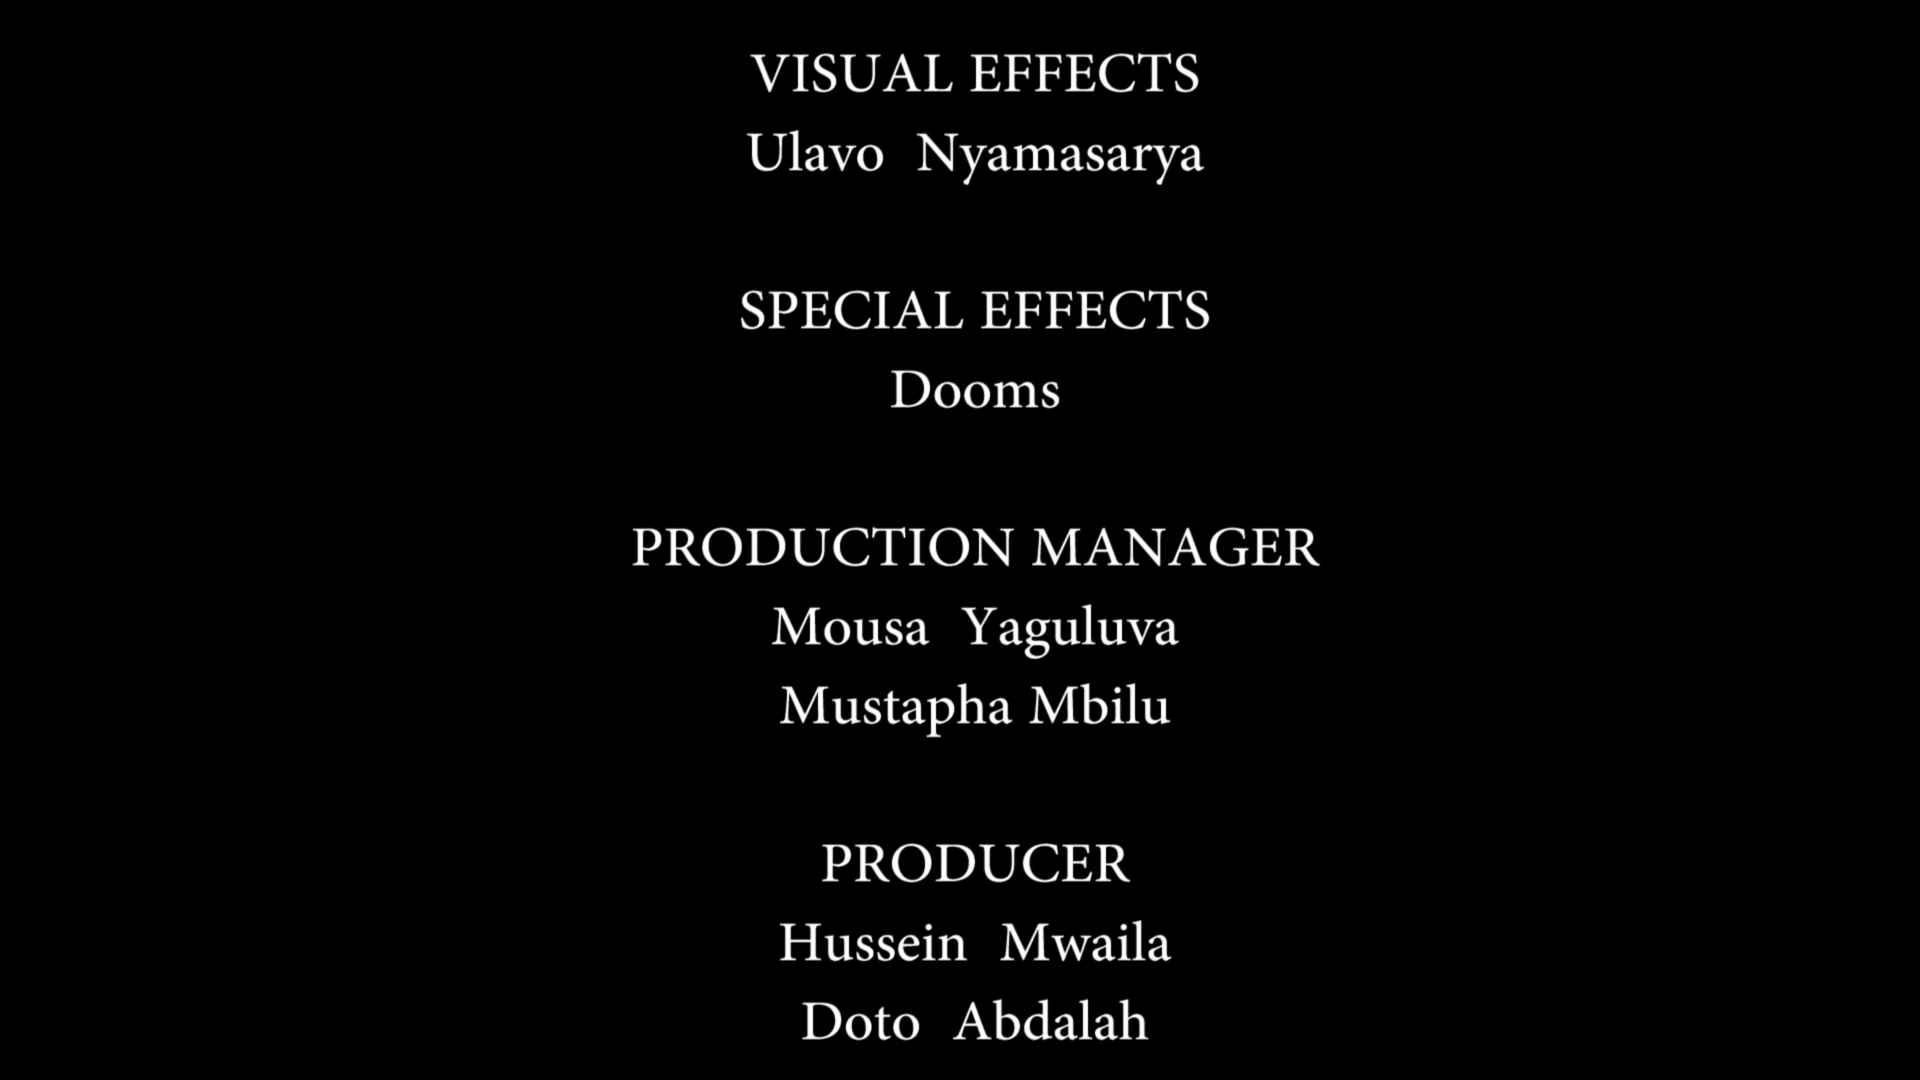 VISUAL EFFECTS
Ulavo Nyamasarya
SPECIAL EFFECTS
Dooms
PRODUCTION MANAGER
Mousa Yaguluva
Mustapha Mbilu
PRODUCER
Hussein Mwaila
Doto Abdalah